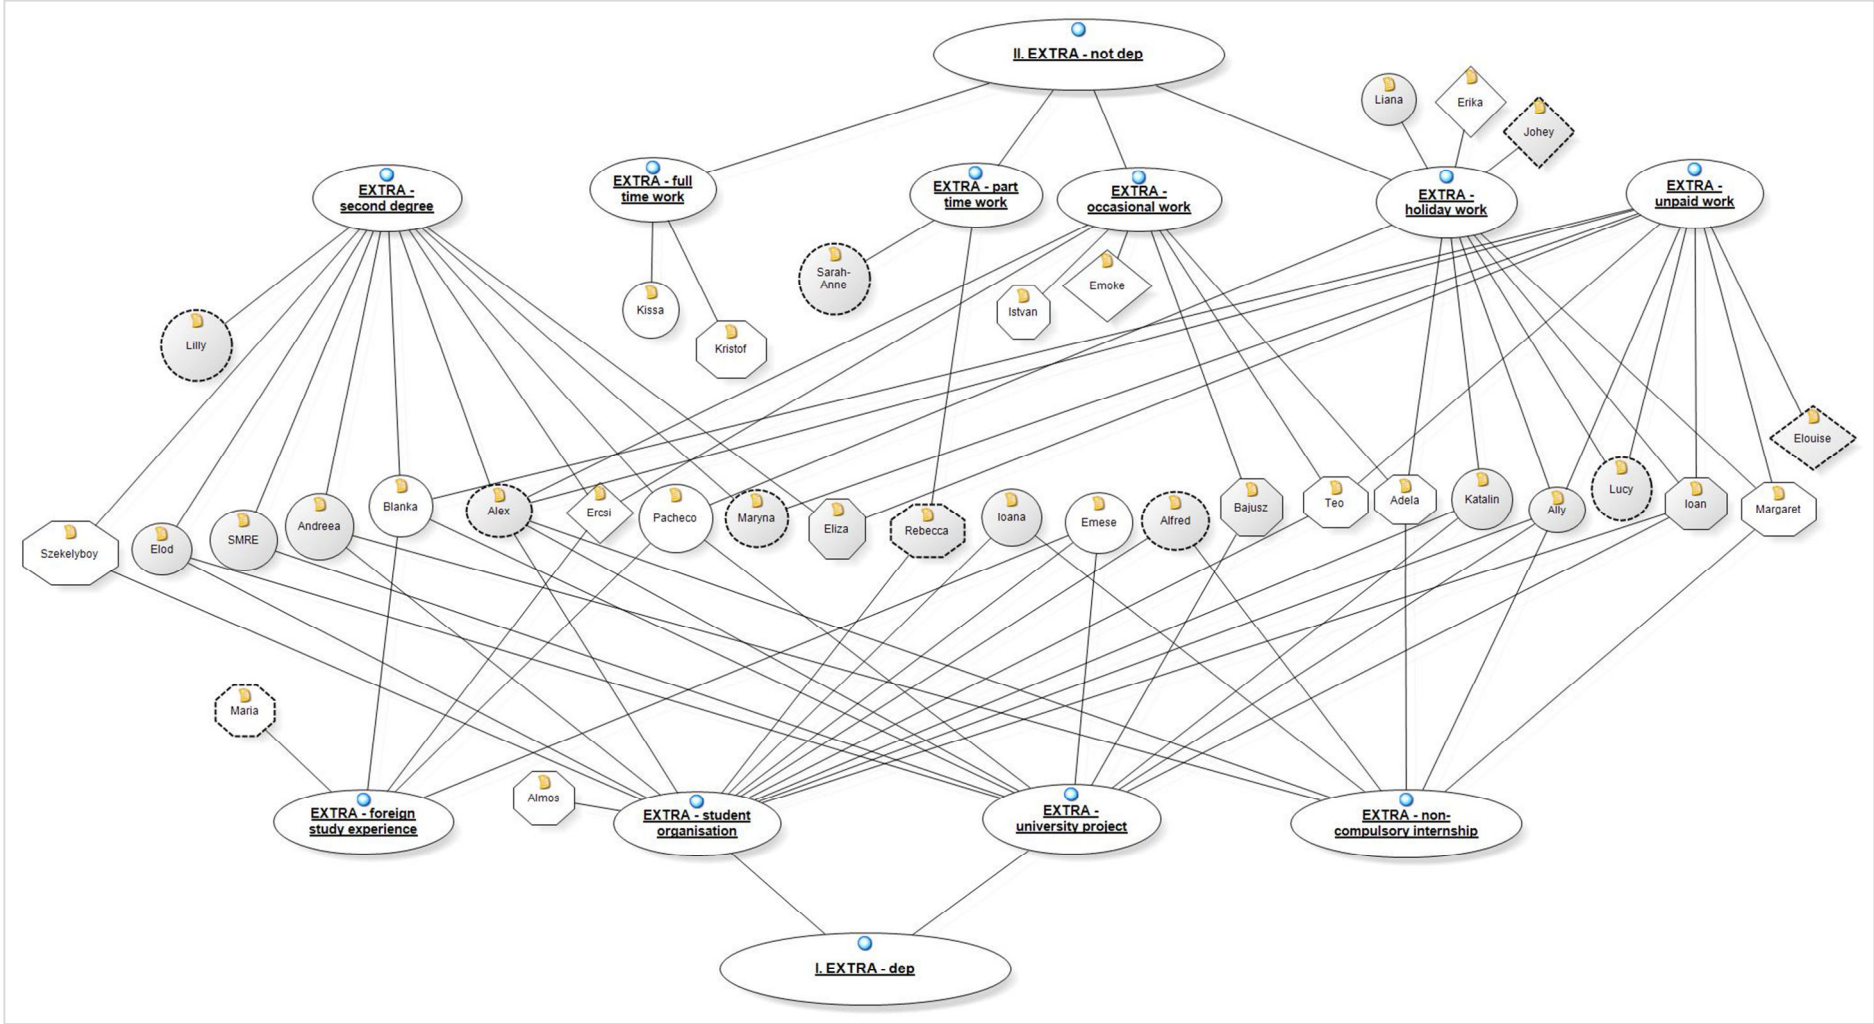 II. EXTRA - not dep
Liana
Erika
Johey
EXTRA -
second degree
EXTRA - full
time work
EXTRA - part
time work
EXTRA -
occasional work
EXTRA -
holiday work
EXTRA -
unpaid work
Lilly
Kissa
Kristof
Sarah-
Anne
Istvan
Emoke
Elouise
Szekelyboy
Elod
SMRE
Andreea
Blanka
Alex
Ercsi
Pacheco
Maryna
Eliza
Rebecca
Ioana
Emese
Alfred
Bajusz
Teo
Adela
Katalin
Ally
Lucy
Ioan
Margaret
Maria
Almos
EXTRA - foreign
study experience
EXTRA - student
organisation
EXTRA -
university project
EXTRA - non-
compulsory internship
I. EXTRA - dep